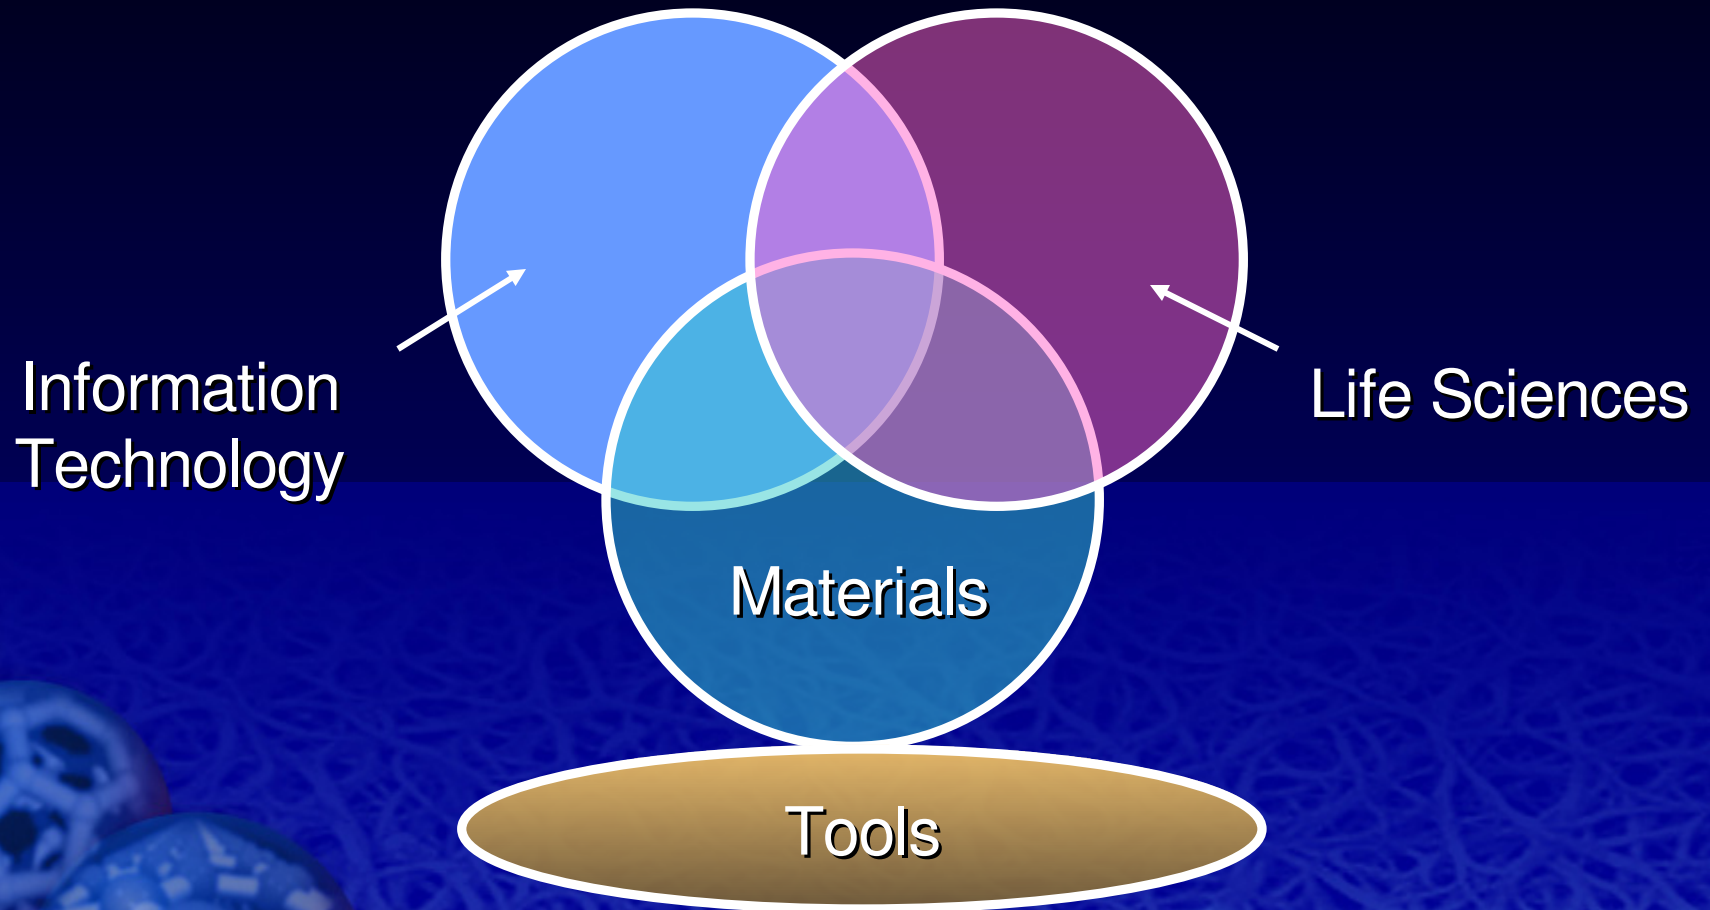 Information
Technology
Life Sciences
Materials
Tools